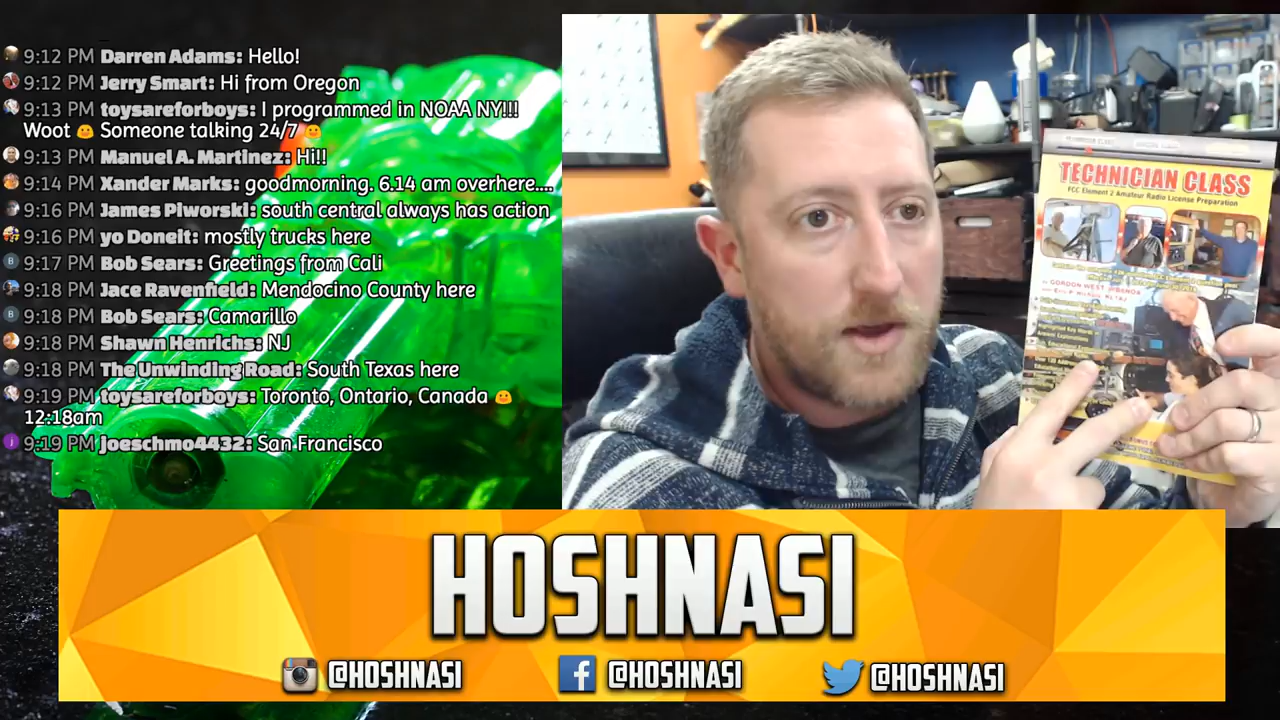 9:12 PM Darren Adams: Hello!
9:12 PM Jerry Smart: Hi from Oregon
9:13 PM toysareforboys: I programmed in NOAA NY!!!
Woot Someone talking 24/7
9:13 PM Manuel A. Martinez: Hi!!
9:14 PM Xander Marks: goodmorning. 6.14 am overhere....
9:16 PM James Piworski: south central always has action
9:16 PM yo Doneit: mostly trucks here
9:17 PM Bob Sears: Greetings from Cali
9:18 PM Jace Ravenfield: Mendocino County here
9:18 PM Bob Sears: Camarillo
9:18 PM Shawn Henrichs: NJ
9:18 PM The Unwinding Road: South Texas here
9:19 PM toysareforboys: Toronto, Ontario, Canada
12:18am
9:19 PM joeschmo4432: San Francisco
TECHNICIAN CLASS
TECHNICIAN CLASS
FCC Element 2 Amateur Radio License Preparation
GORDON WEST
HOSHNASI
@HOSHNASI
@HOSHNASI
@HOSHNASI